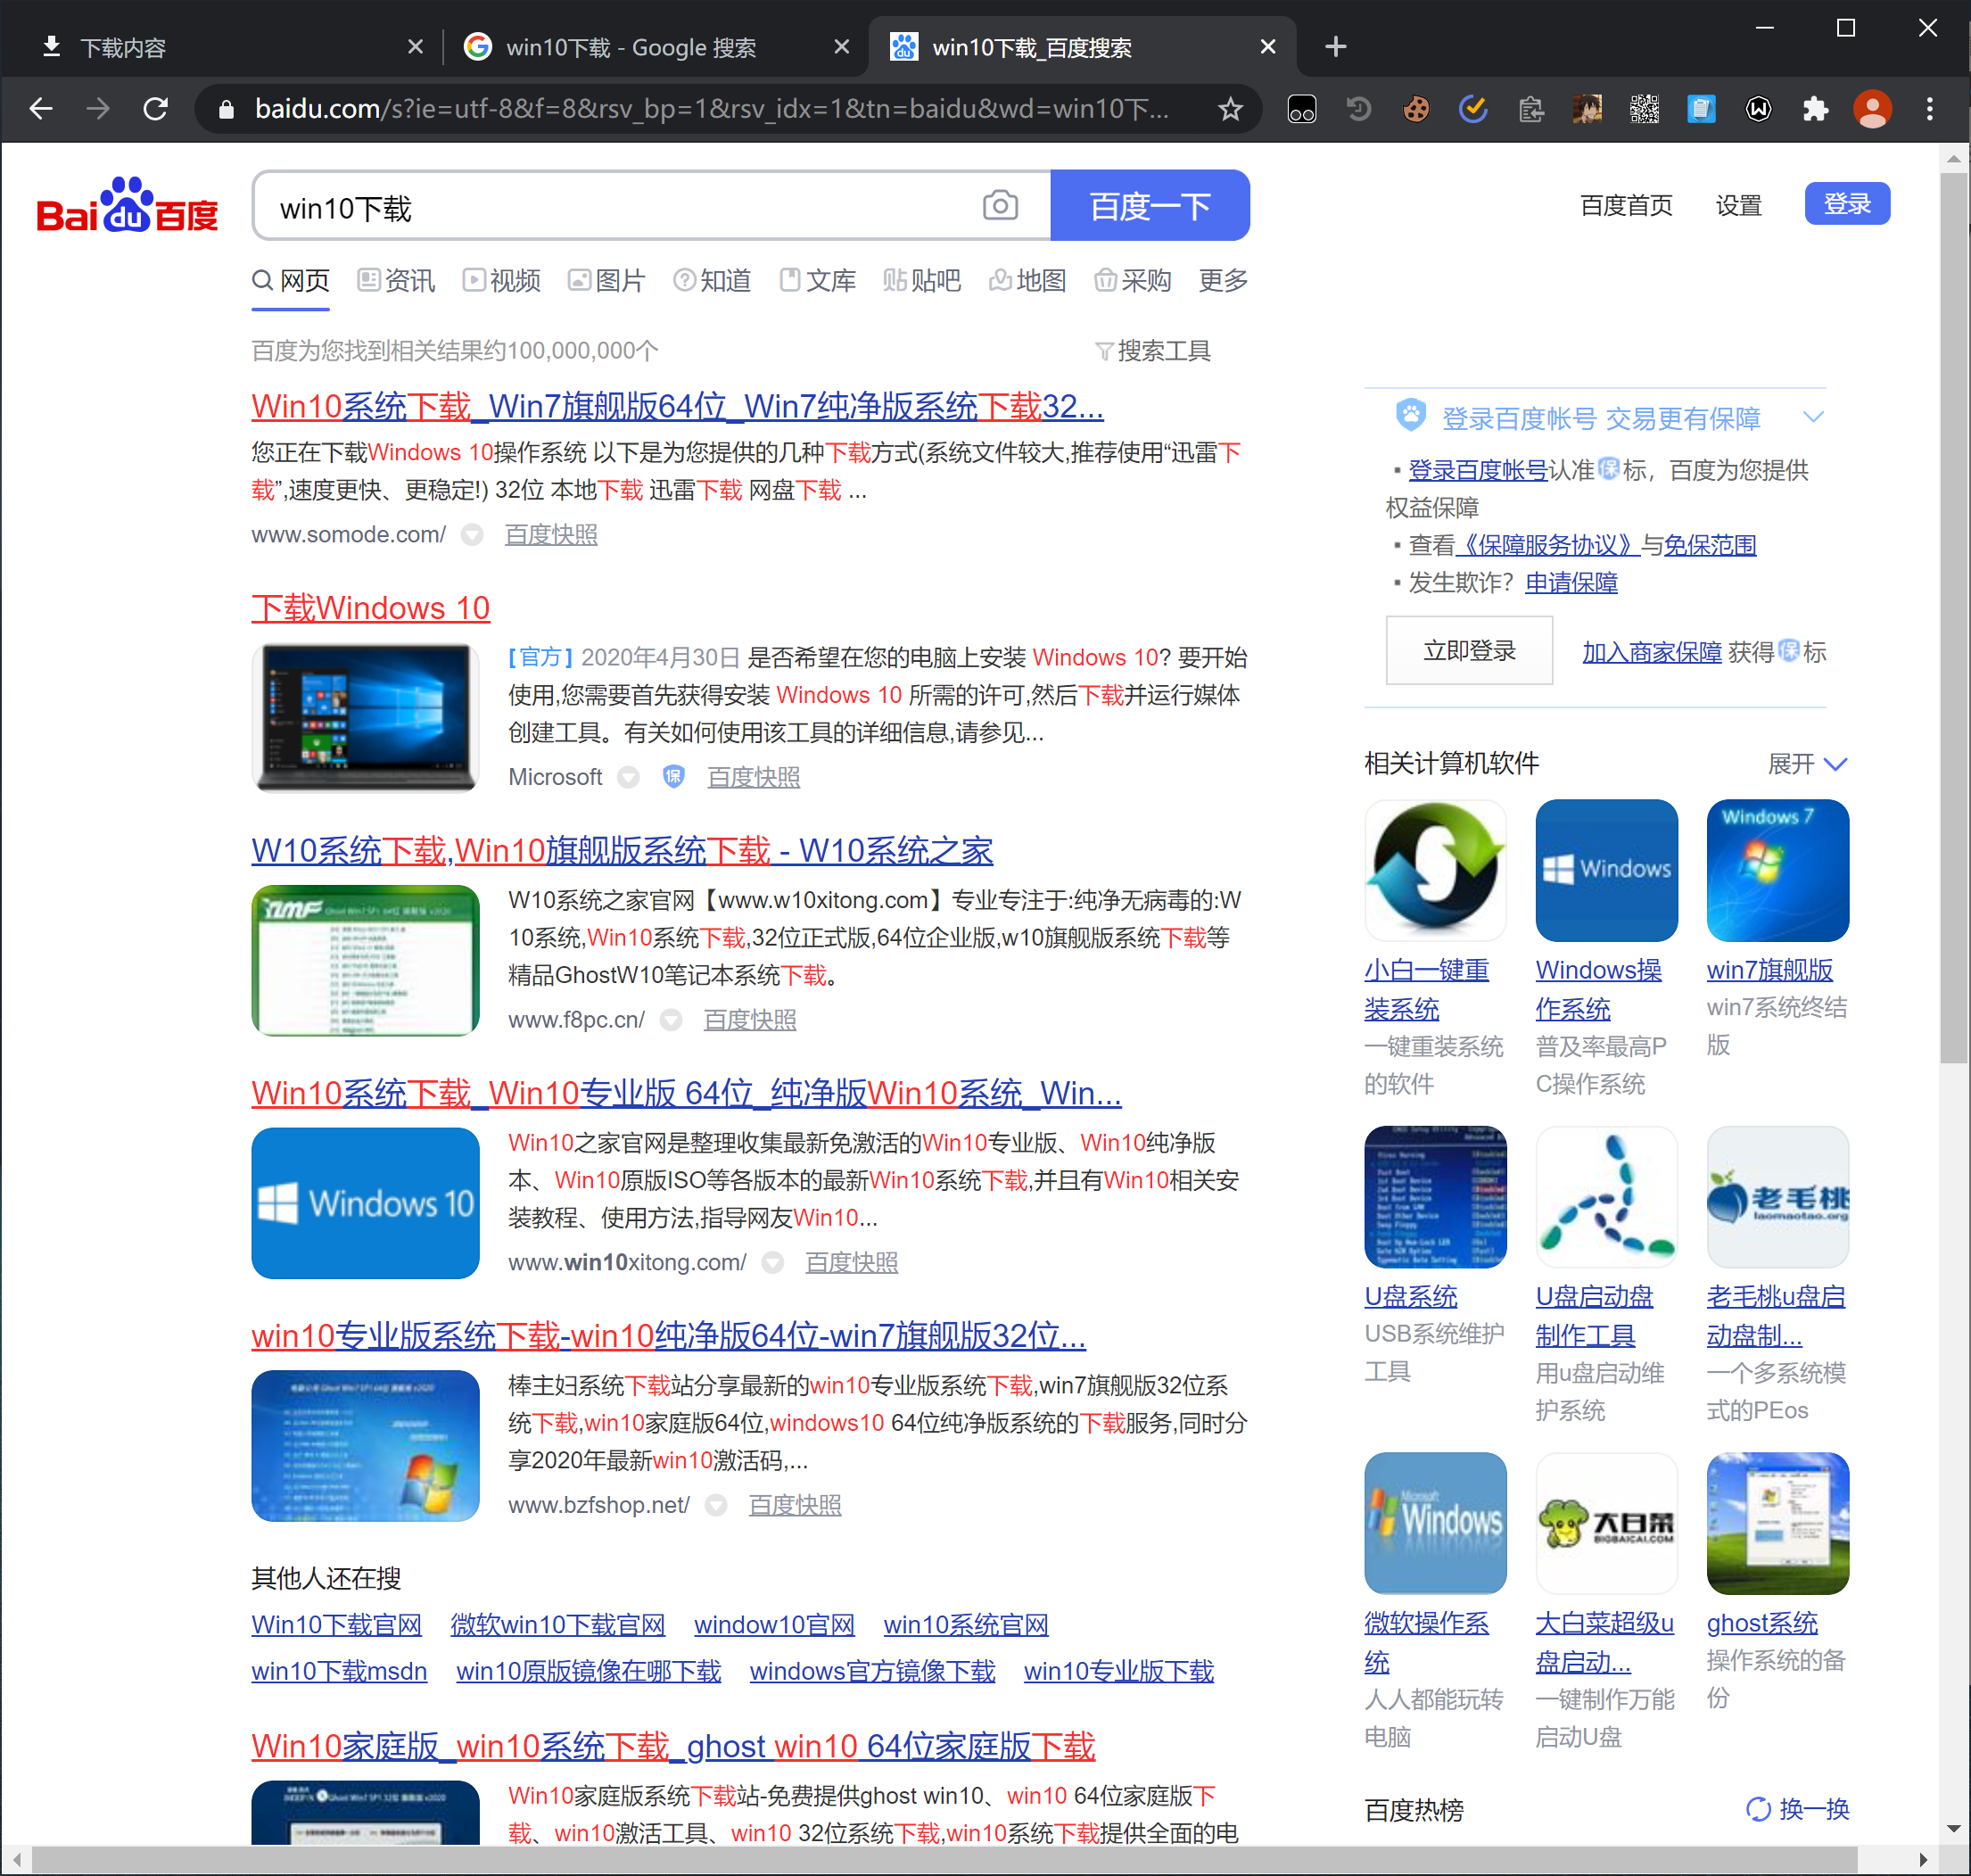 下载内容
win10下载 - Google 搜索
win10下载_百度搜索
baidu.com/s?ie=utf-8&f=8&rsv_bp=1&rsv_idx=1&tn=baidu&wd=win10下...
Bai du 百度
win10下载
百度一下
百度首页
设置
登录
网页
资讯
视频
图片
知道
文库
贴吧
地图
采购
更多
百度为您找到相关结果约100,000,000个
搜索工具
Win10系统下载_Win7旗舰版64位_Win7纯净版系统下载32...
您正在下载Windows 10操作系统 以下是为您提供的几种下载方式(系统文件较大,推荐使用“迅雷下
载”,速度更快、更稳定!) 32位 本地下载 迅雷下载 网盘下载 ...
www.somode.com/ 百度快照
下载Windows 10
[官方] 2020年4月30日 是否希望在您的电脑上安装 Windows 10? 要开始
使用,您需要首先获得安装 Windows 10 所需的许可,然后下载并运行媒体
创建工具。有关如何使用该工具的详细信息,请参见...
Microsoft 保 百度快照
W10系统下载,Win10旗舰版系统下载 - W10系统之家
W10系统之家官网【www.w10xitong.com】专业专注于:纯净无病毒的:W
10系统,Win10系统下载,32位正式版,64位企业版,w10旗舰版系统下载等
精品GhostW10笔记本系统下载。
www.f8pc.cn/ 百度快照
Win10系统下载_Win10专业版 64位_纯净版Win10系统_Win...
Windows 10
Win10之家官网是整理收集最新免激活的Win10专业版、Win10纯净版
本、Win10原版ISO等各版本的最新Win10系统下载,并且有Win10相关安
装教程、使用方法,指导网友Win10...
www.win10xitong.com/ 百度快照
win10专业版系统下载-win10纯净版64位-win7旗舰版32位...
棒主妇系统下载站分享最新的win10专业版系统下载,win7旗舰版32位系
统下载,win10家庭版64位,windows10 64位纯净版系统的下载服务,同时分
享2020年最新win10激活码,...
www.bzfshop.net/ 百度快照
其他人还在搜
Win10下载官网 微软win10下载官网 window10官网 win10系统官网
win10下载msdn win10原版镜像在哪下载 windows官方镜像下载 win10专业版下载
Win10家庭版_win10系统下载_ghost win10 64位家庭版下载
Win10家庭版系统下载站-免费提供ghost win10、win10 64位家庭版下
载、win10激活工具、win10 32位系统下载,win10系统下载提供全面的电
登录百度帐号 交易更有保障
▪ 登录百度帐号认准保标，百度为您提供
权益保障
▪ 查看《保障服务协议》与免保范围
▪ 发生欺诈？申请保障
立即登录
加入商家保障 获得保标
相关计算机软件
展开
Windows
Windows 7
小白一键重
装系统
一键重装系统
的软件
Windows操
作系统
普及率最高P
C操作系统
win7旗舰版
win7系统终结
版
老毛桃
laomaotao.org
U盘系统
USB系统维护
工具
U盘启动盘
制作工具
用u盘启动维
护系统
老毛桃u盘启
动盘制...
一个多系统模
式的PEos
Microsoft
Windows
大白菜
BIGBAICAI.COM
微软操作系
统
人人都能玩转
电脑
大白菜超级u
盘启动...
一键制作万能
启动U盘
ghost系统
操作系统的备
份
百度热榜
换一换